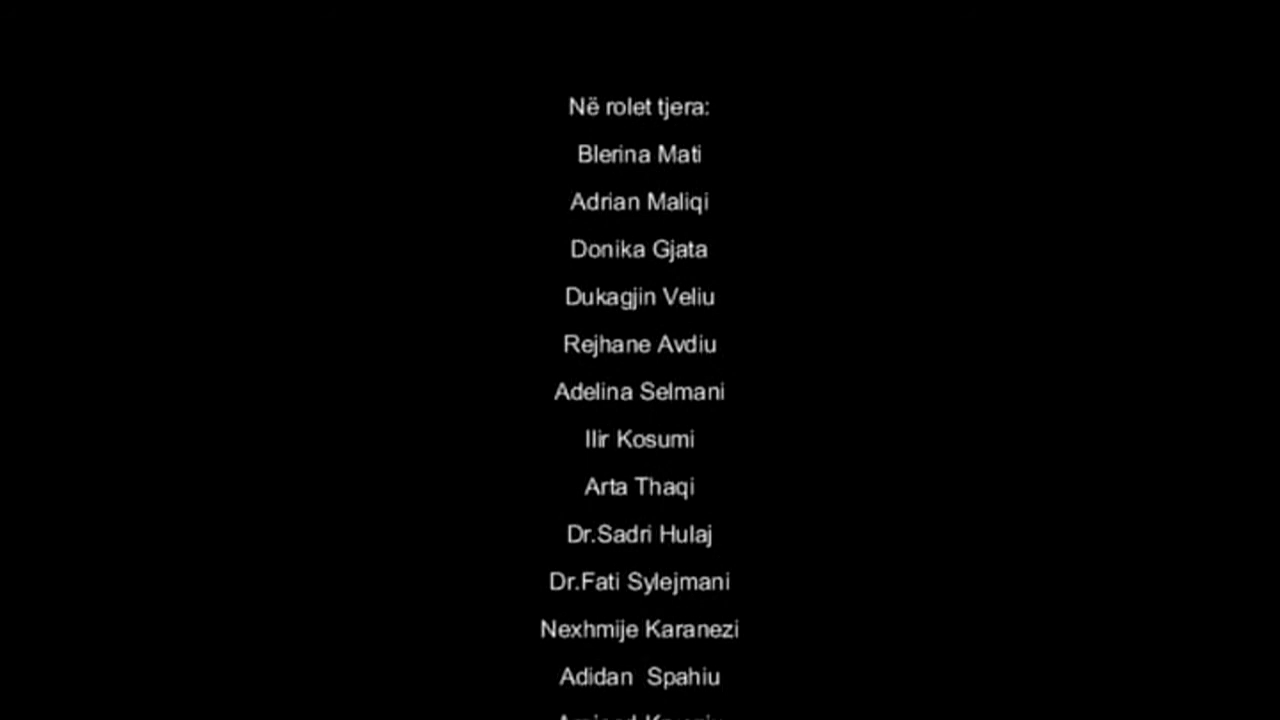 Në rolet tjera:
Blerina Mati
Adrian Maliqi
Donika Gjata
Dukagjin Veliu
Rejhane Avdiu
Adelina Selmani
Ilir Kosumi
Arta Thaqi
Dr.Sadri Hulaj
Dr.Fati Sylejmani
Nexhmije Karanezi
Adidan  Spahiu